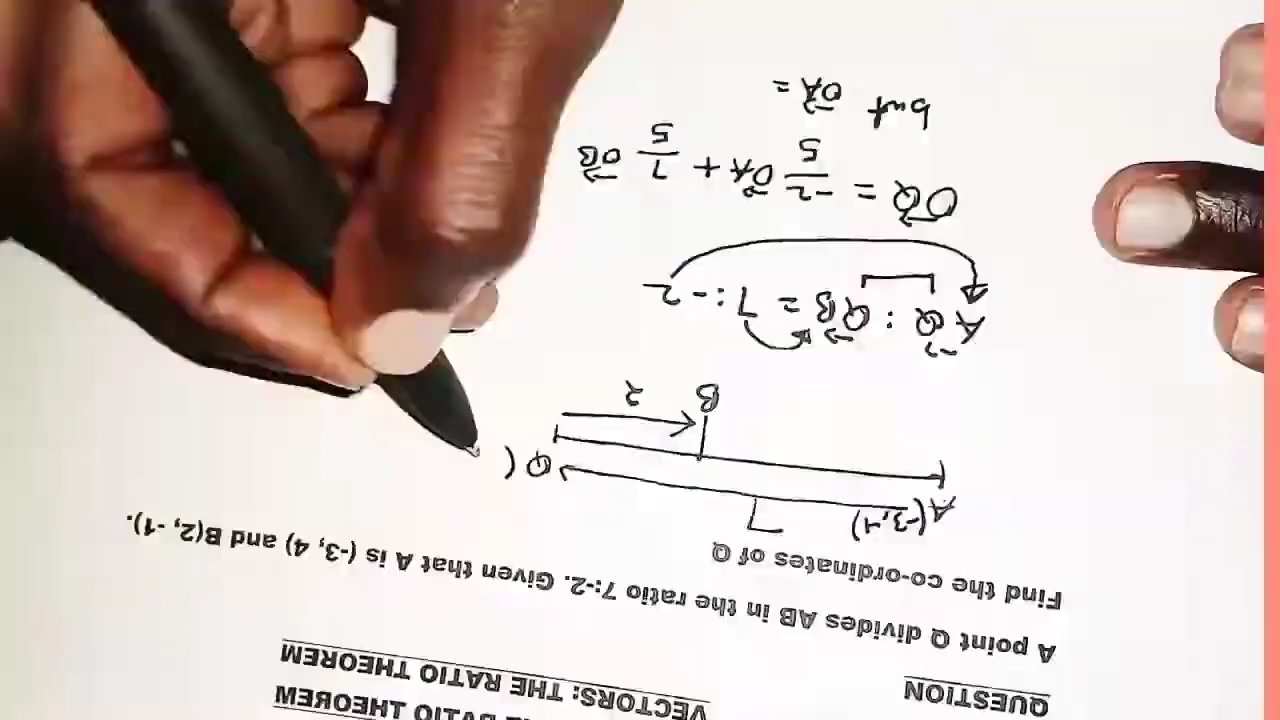 VECTORS: THE RATIO THEOREM
QUESTION
A point Q divides AB in the ratio 7:-2. Given that A is (-3, 4) and B(2, -1).
Find the co-ordinates of Q
7
A(-3,4) Q (
B 2
AQ : QB = 7 : -2
OQ = -2/5 OA + 7/5 OB
but OA =